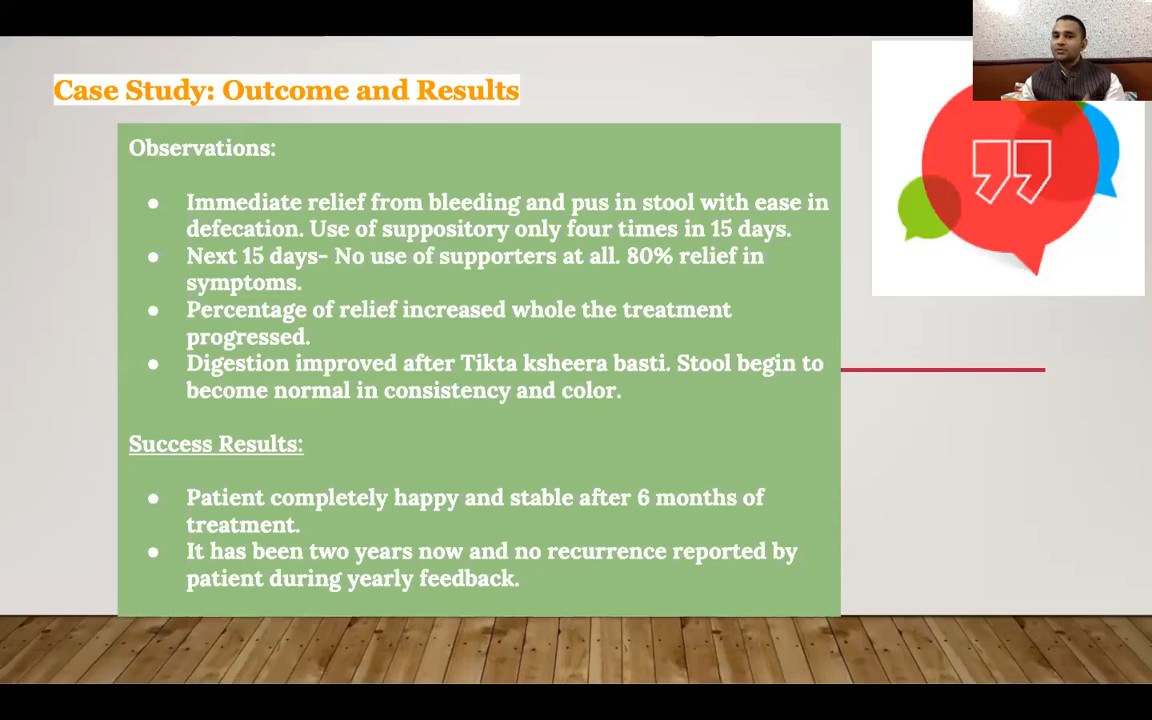 Case Study: Outcome and Results
Observations:
● Immediate relief from bleeding and pus in stool with ease in
defecation. Use of suppository only four times in 15 days.
● Next 15 days- No use of supporters at all. 80% relief in
symptoms.
● Percentage of relief increased whole the treatment
progressed.
● Digestion improved after Tikta ksheera basti. Stool begin to
become normal in consistency and color.
Success Results:
● Patient completely happy and stable after 6 months of
treatment.
● It has been two years now and no recurrence reported by
patient during yearly feedback.